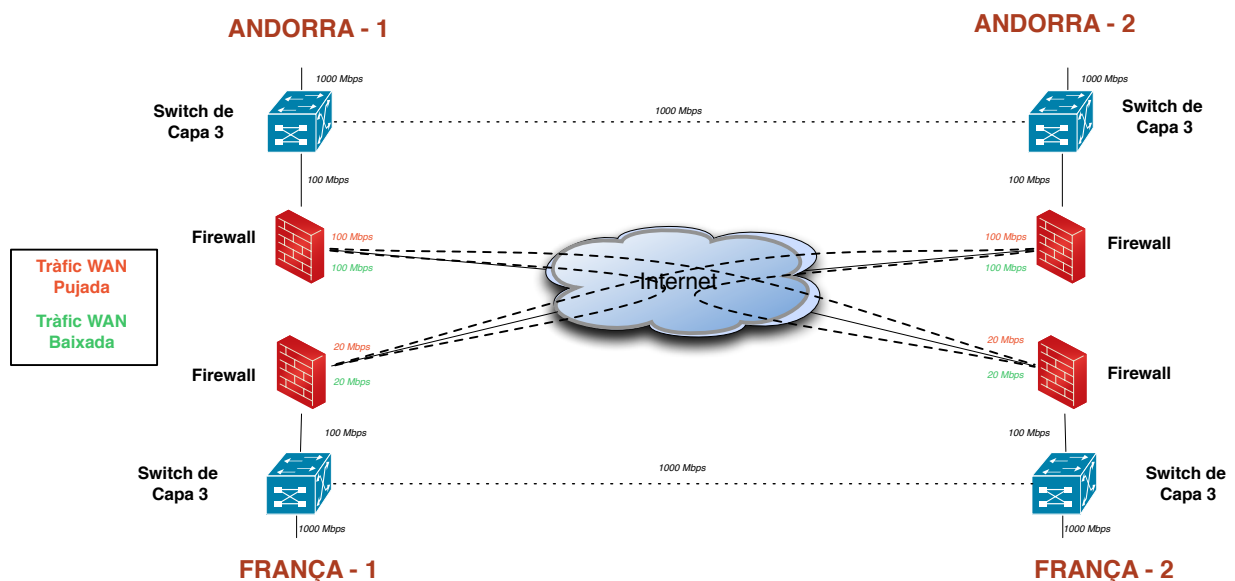 ANDORRA - 1
ANDORRA - 2
1000 Mbps
1000 Mbps
Switch de
Capa 3
1000 Mbps
Switch de
Capa 3
100 Mbps
100 Mbps
Firewall
100 Mbps
100 Mbps
Firewall
100 Mbps
100 Mbps
Internet
Tràfic WAN
Pujada
Tràfic WAN
Baixada
20 Mbps
20 Mbps
Firewall
20 Mbps
20 Mbps
Firewall
100 Mbps
100 Mbps
Switch de
Capa 3
1000 Mbps
Switch de
Capa 3
1000 Mbps
1000 Mbps
FRANÇA - 1
FRANÇA - 2